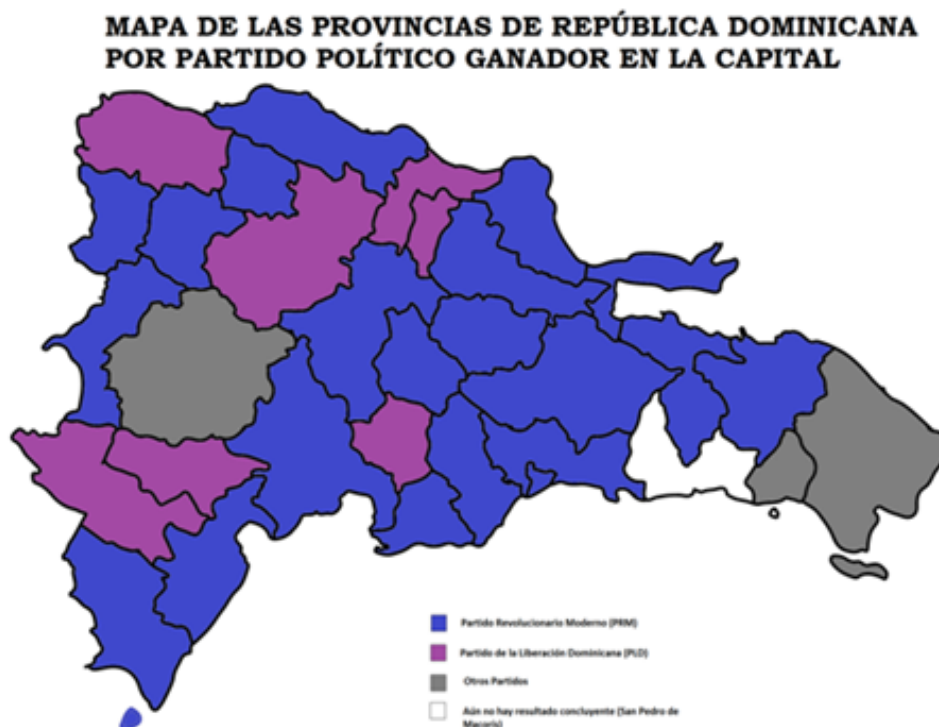 MAPA DE LAS PROVINCIAS DE REPÚBLICA DOMINICANA
POR PARTIDO POLÍTICO GANADOR EN LA CAPITAL
Partido Revolucionario Moderno (PRM)
Partido de la Liberación Dominicana (PLD)
Otros Partidos
Aún no hay resultado concluyente (San Pedro de
Macorís)